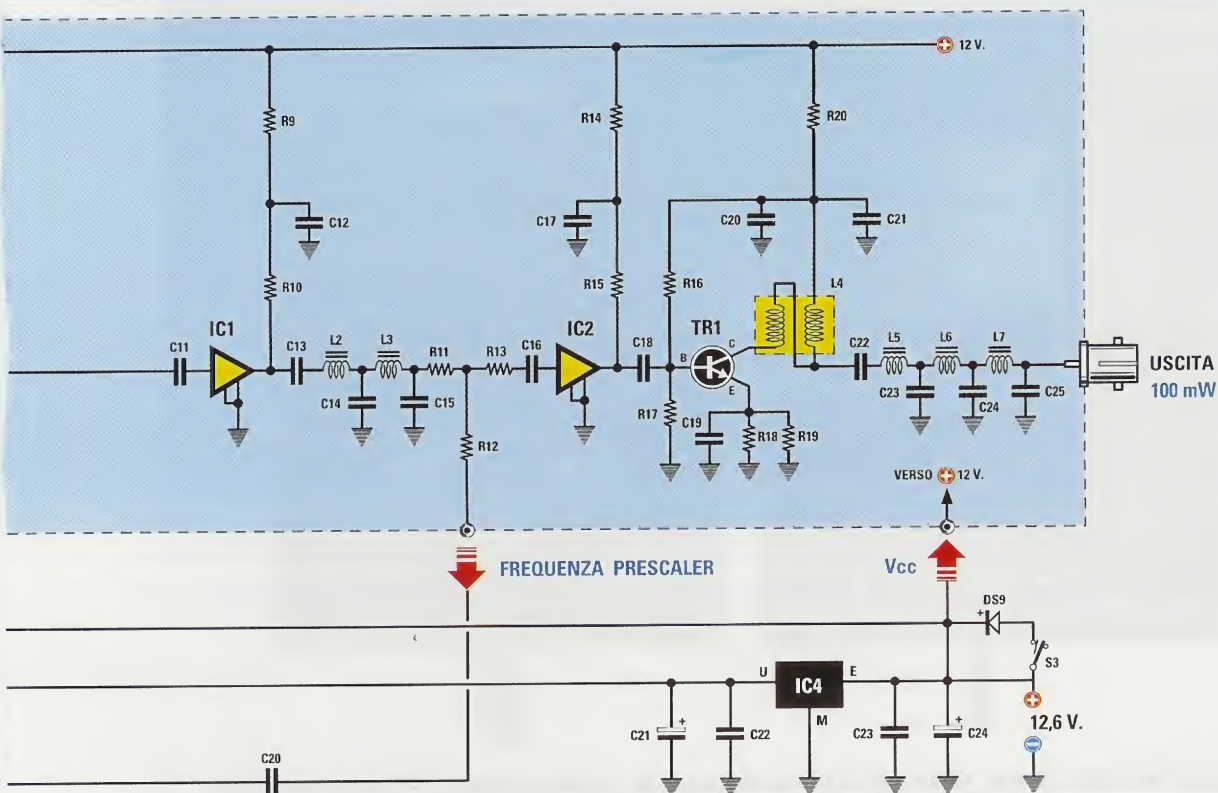 12 V.
R9
R14
R20
C12
C17
C20
C21
R10
R15
R16
L4
IC1
IC2
TR1
C11
C13
L2
L3
R11
R13
C16
C18
B
C
E
C22
L5
L6
L7
USCITA
100 mW
C14
C15
R12
R17
C19
R18
R19
C23
C24
C25
VERSO
12 V.
FREQUENZA PRESCALER
Vcc
DS9
S3
U
IC4
E
M
C21
C22
C23
C24
12,6 V.
C20